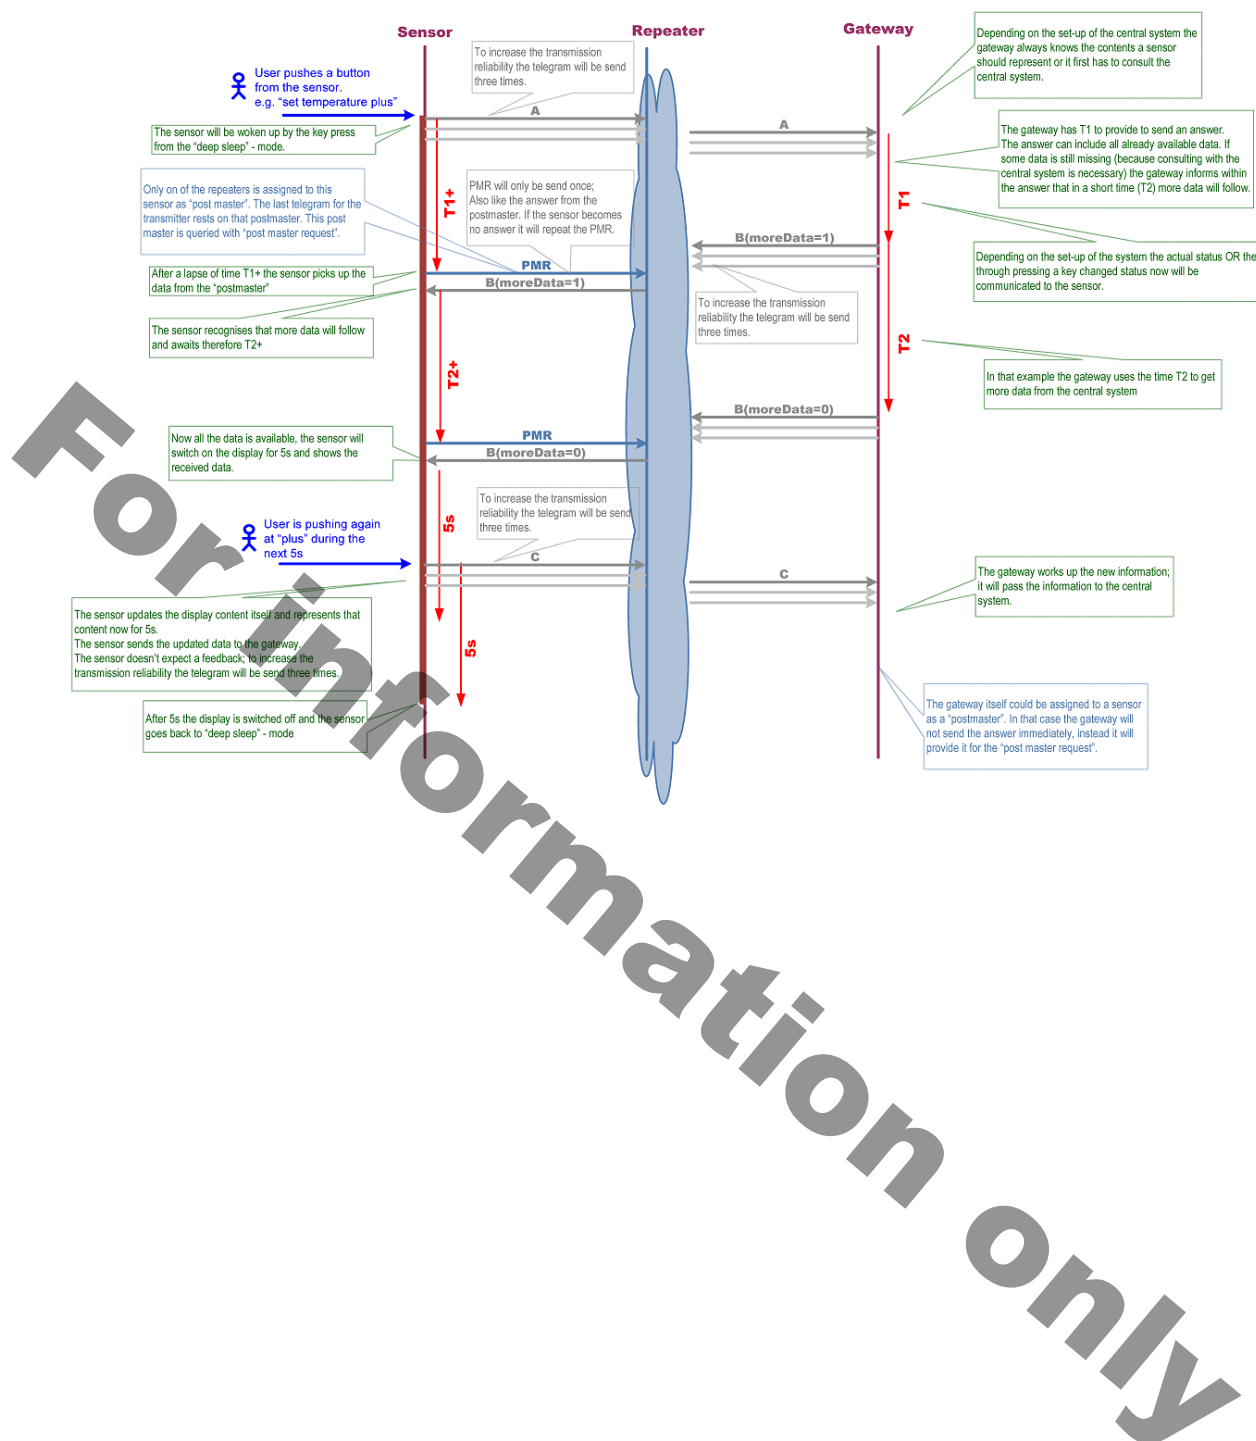 Sensor
Repeater
Gateway
Depending on the set-up of the central system the
gateway always knows the contents a sensor
should represent or it first has to consult the
central system.
To increase the transmission
reliability the telegram will be send
three times.
User pushes a button
from the sensor.
e.g. “set temperature plus”
A
A
The sensor will be woken up by the key press
from the “deep sleep” - mode.
The gateway has T1 to provide to send an answer.
The answer can include all already available data. If
some data is still missing (because consulting with the
central system is necessary) the gateway informs within
the answer that in a short time (T2) more data will follow.
Only on of the repeaters is assigned to this
sensor as “post master”. The last telegram for the
transmitter rests on that postmaster. This post
master is queried with “post master request”.
T1+
PMR will only be send once;
Also like the answer from the
postmaster. If the sensor becomes
no answer it will repeat the PMR.
T1
B(moreData=1)
Depending on the set-up of the system the actual status OR the
through pressing a key changed status now will be
communicated to the sensor.
After a lapse of time T1+ the sensor picks up the
data from the “postmaster”
PMR
B(moreData=1)
To increase the transmission
reliability the telegram will be send
three times.
The sensor recognises that more data will follow
and awaits therefore T2+
T2+
T2
In that example the gateway uses the time T2 to get
more data from the central system
B(moreData=0)
Now all the data is available, the sensor will
switch on the display for 5s and shows the
received data.
PMR
B(moreData=0)
To increase the transmission
reliability the telegram will be send
three times.
5s
User is pushing again
at “plus” during the
next 5s
C
C
The gateway works up the new information;
it will pass the information to the central
system.
The sensor updates the display content itself and represents that
content now for 5s.
The sensor sends the updated data to the gateway.
The sensor doesn’t expect a feedback; to increase the
transmission reliability the telegram will be send three times.
5s
The gateway itself could be assigned to a sensor
as a “postmaster”. In that case the gateway will
not send the answer immediately, instead it will
provide it for the “post master request”.
After 5s the display is switched off and the sensor
goes back to “deep sleep” - mode
For information only